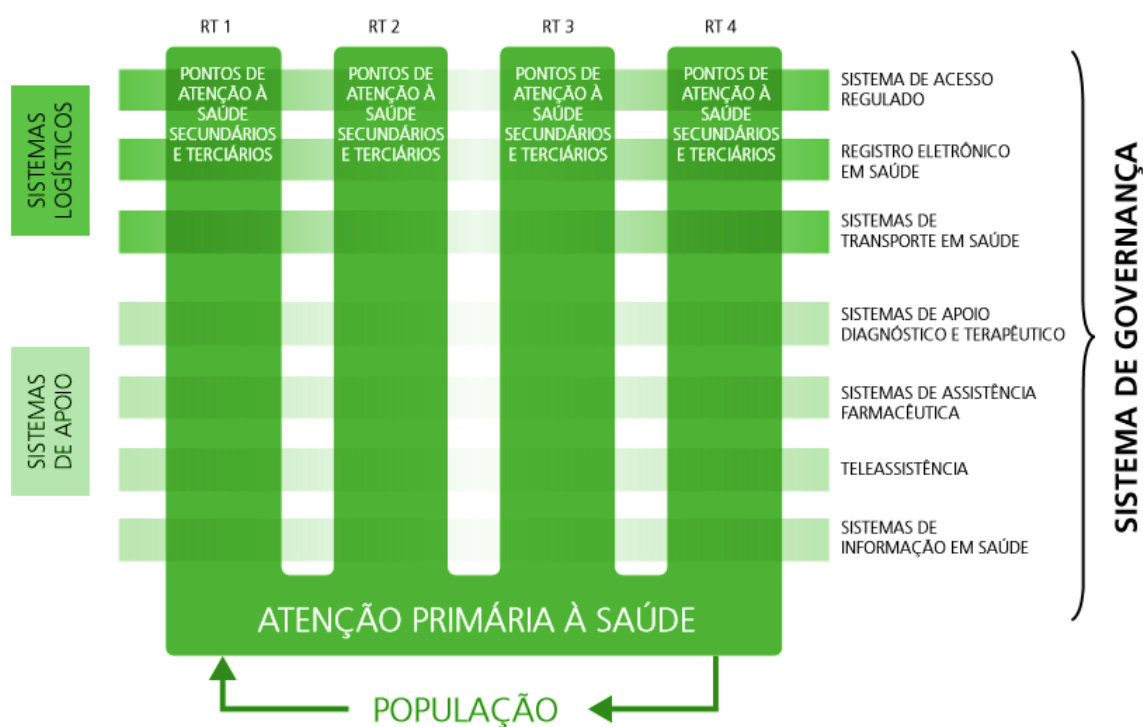 RT 1
RT 2
RT 3
RT 4
PONTOS DE
ATENÇÃO À
SAÚDE
SECUNDÁRIOS
E TERCIÁRIOS
PONTOS DE
ATENÇÃO À
SAÚDE
SECUNDÁRIOS
E TERCIÁRIOS
PONTOS DE
ATENÇÃO À
SAÚDE
SECUNDÁRIOS
E TERCIÁRIOS
PONTOS DE
ATENÇÃO À
SAÚDE
SECUNDÁRIOS
E TERCIÁRIOS
SISTEMAS
LOGÍSTICOS
SISTEMAS
DE APOIO
SISTEMA DE ACESSO
REGULADO
REGISTRO ELETRÔNICO
EM SAÚDE
SISTEMAS DE
TRANSPORTE EM SAÚDE
SISTEMAS DE APOIO
DIAGNÓSTICO E TERAPÊUTICO
SISTEMAS DE ASSISTÊNCIA
FARMACÊUTICA
TELEASSISTÊNCIA
SISTEMAS DE
INFORMAÇÃO EM SAÚDE
SISTEMA DE GOVERNANÇA
ATENÇÃO PRIMÁRIA À SAÚDE
POPULAÇÃO